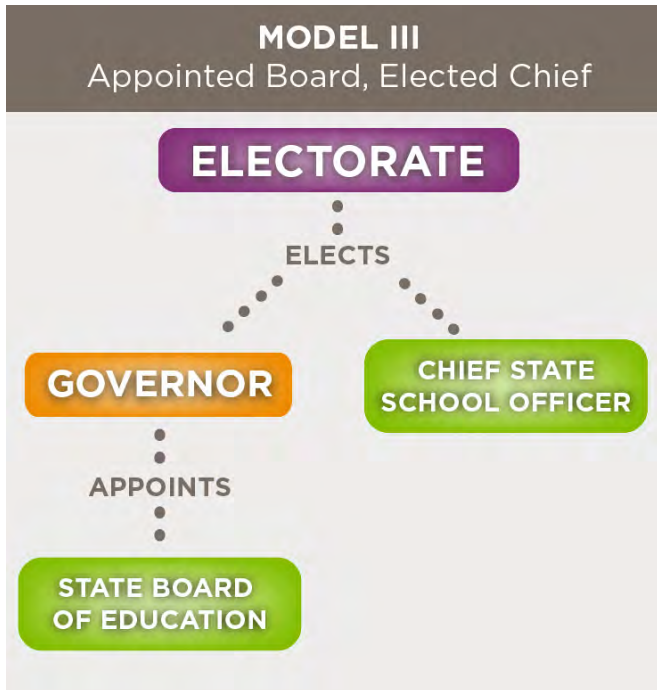 MODEL III
Appointed Board, Elected Chief
ELECTORATE
ELECTS
GOVERNOR
CHIEF STATE
SCHOOL OFFICER
APPOINTS
STATE BOARD
OF EDUCATION